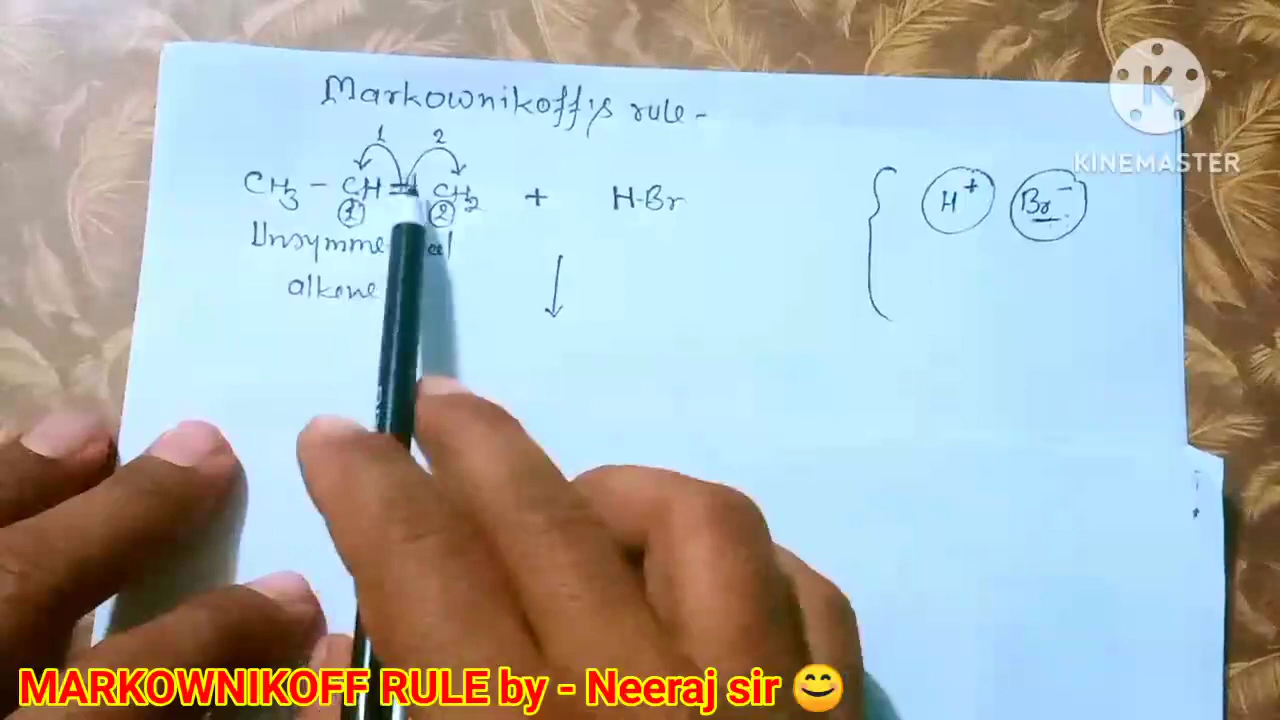 Markownikoff's rule -
1 2
CH3 - CH = CH2 + H-Br
1 2
H+ Br-
alkene
KINEMASTER
MARKOWNIKOFF RULE by - Neeraj sir 😊